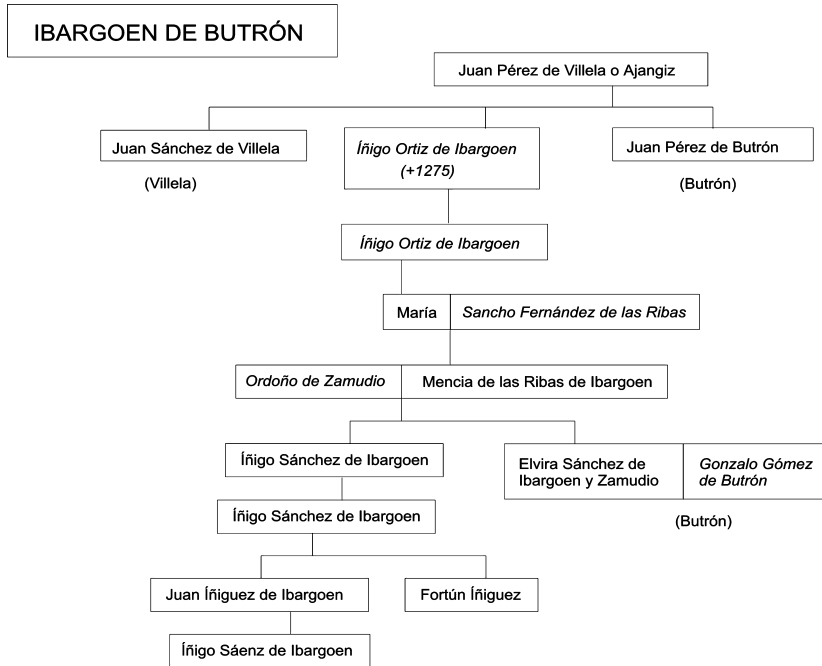 IBARGOEN DE BUTRÓN
Juan Pérez de Villela o Ajangiz
Juan Sánchez de Villela
(Villela)
Íñigo Ortiz de Ibargoen
(+1275)
Juan Pérez de Butrón
(Butrón)
Íñigo Ortiz de Ibargoen
María
Sancho Fernández de las Ribas
Ordoño de Zamudio
Mencia de las Ribas de Ibargoen
Íñigo Sánchez de Ibargoen
Elvira Sánchez de
Ibargoen y Zamudio
Gonzalo Gómez
de Butrón
(Butrón)
Íñigo Sánchez de Ibargoen
Juan Íñiguez de Ibargoen
Fortún Íñiguez
Íñigo Sáenz de Ibargoen